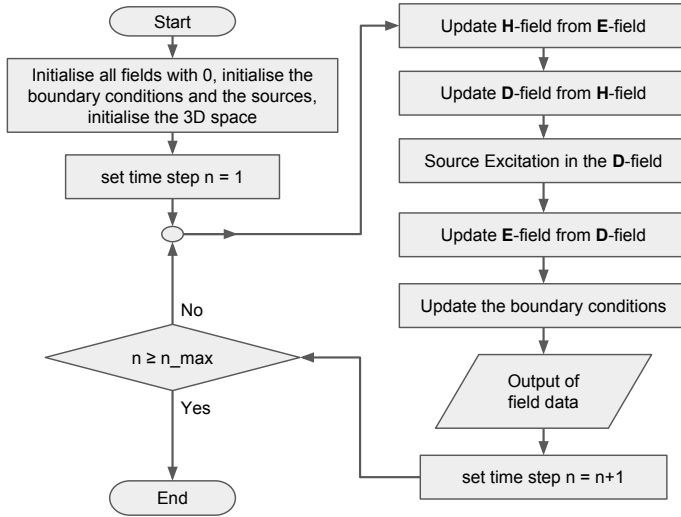 Start
Initialise all fields with 0, initialise the
boundary conditions and the sources,
initialise the 3D space
set time step n = 1
Update H-field from E-field
Update D-field from H-field
Source Excitation in the D-field
Update E-field from D-field
Update the boundary conditions
Output of
field data
set time step n = n+1
n ≥ n_max
No
Yes
End